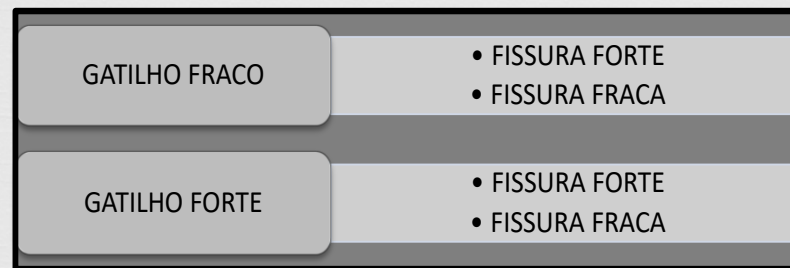 GATILHO FRACO
• FISSURA FORTE
• FISSURA FRACA
GATILHO FORTE
• FISSURA FORTE
• FISSURA FRACA